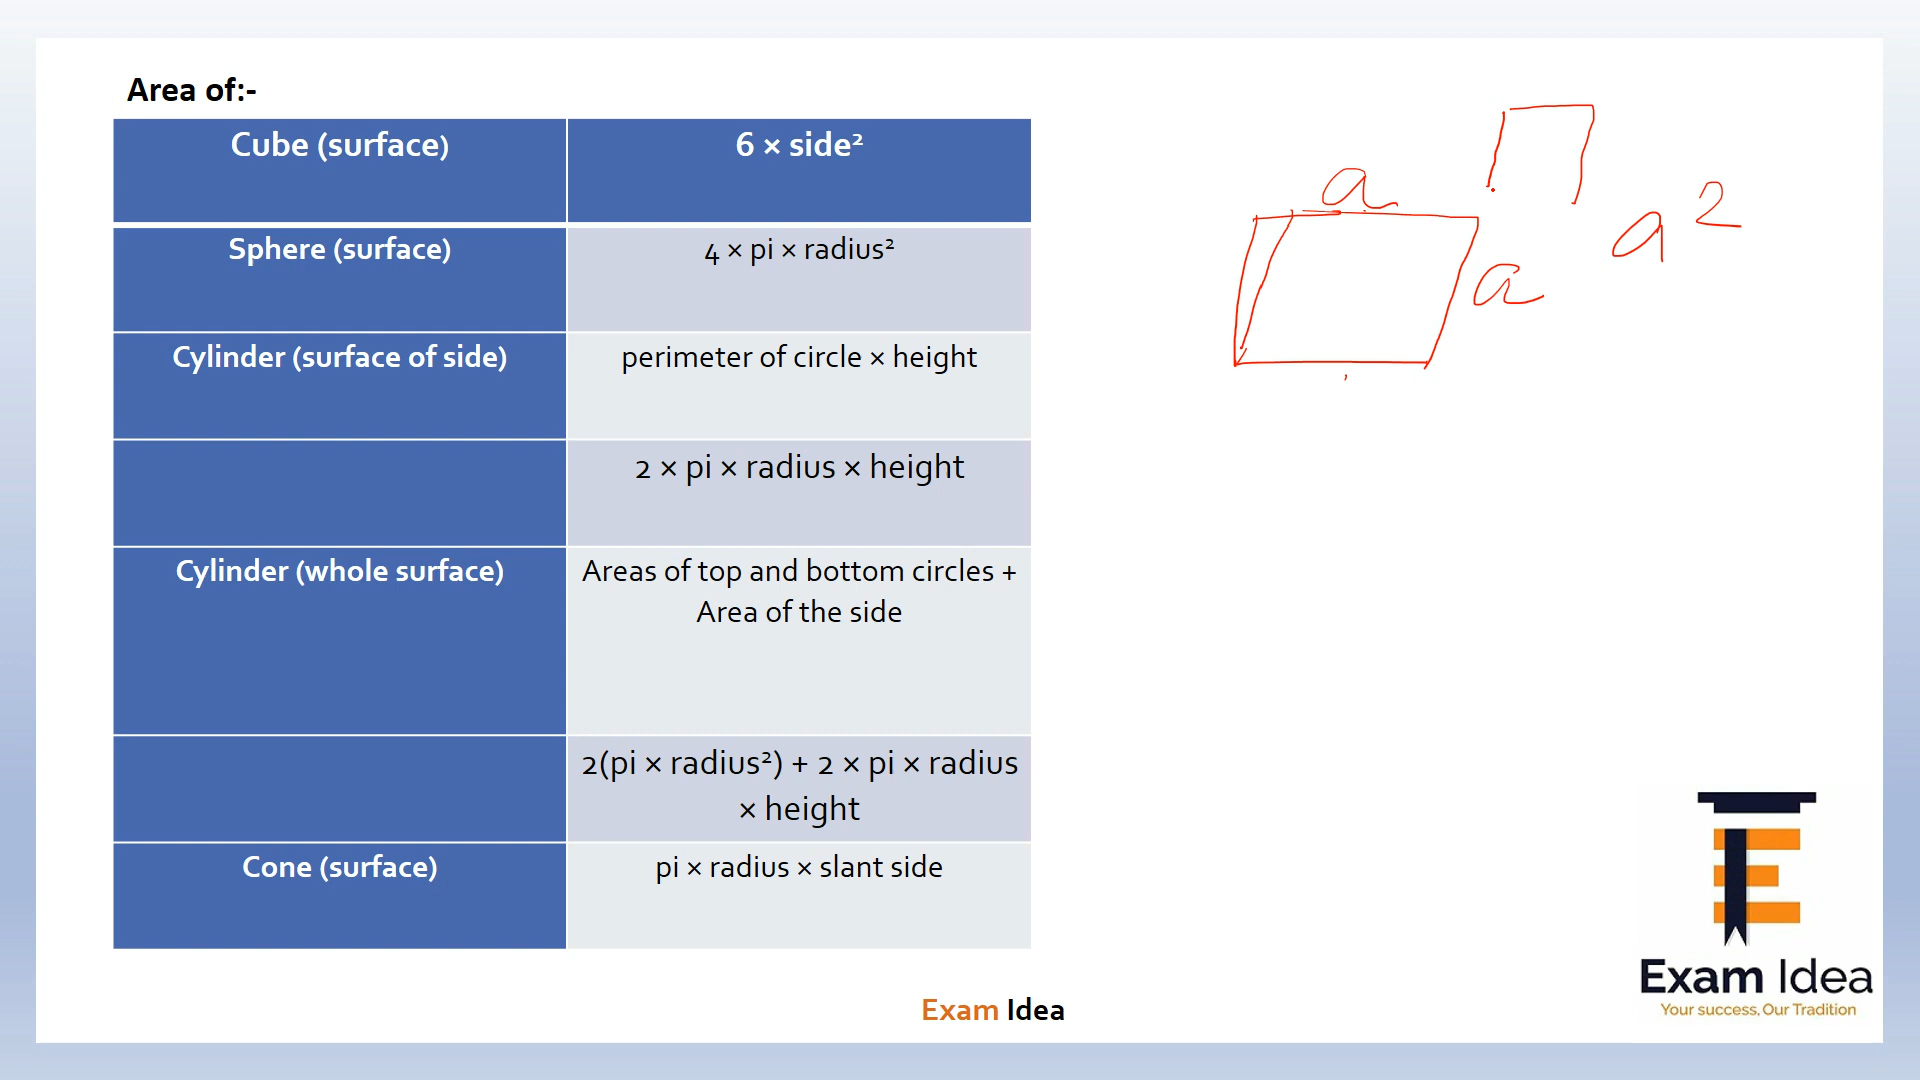 Area of:-
Cube (surface)
6 × side²
Sphere (surface)
4 × pi × radius²
Cylinder (surface of side)
perimeter of circle × height
2 × pi × radius × height
Cylinder (whole surface)
Areas of top and bottom circles +
Area of the side
2(pi × radius²) + 2 × pi × radius
× height
Cone (surface)
pi × radius × slant side
a
a
a²
Exam Idea
Your success, Our Tradition
Exam Idea